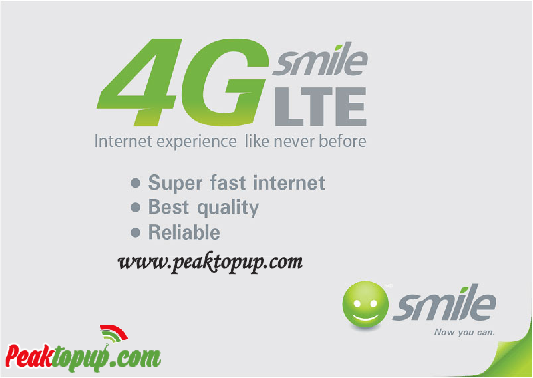 4G smile
LTE
Internet experience like never before
• Super fast internet
• Best quality
• Reliable
www.peaktopup.com
smile
Now you can.
Peaktopup.com